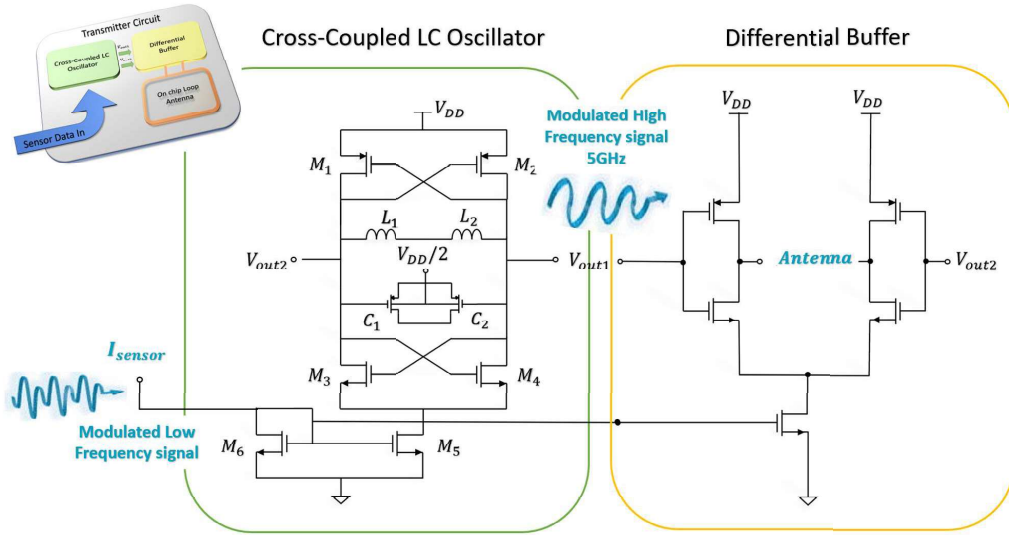 Transmitter Circuit
Cross-Coupled LC
Oscillator
Differential
Buffer
On chip Loop
Antenna
Sensor Data In
Cross-Coupled LC Oscillator
Differential Buffer
V_DD
M_1
M_2
L_1
L_2
V_out2
V_DD/2
V_out1
C_1
C_2
M_3
M_4
I_sensor
Modulated Low
Frequency signal
M_6
M_5
Modulated High
Frequency signal
5GHz
V_DD
V_DD
Antenna
V_out2